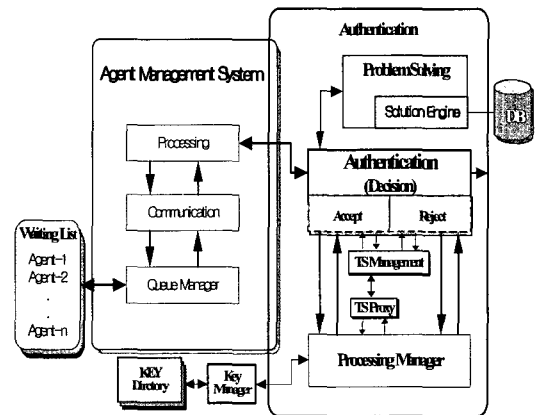 Authentication
Agent Management System
Problem Solving
Solution Engine
DB
Processing
Authentication
(Decision)
Accept
Reject
Communication
Waiting List
Agent-1
Agent-2
.
.
Agent-n
Queue Manager
TS Management
TS Proxy
Processing Manager
KEY
Dirctory
Key
Manager